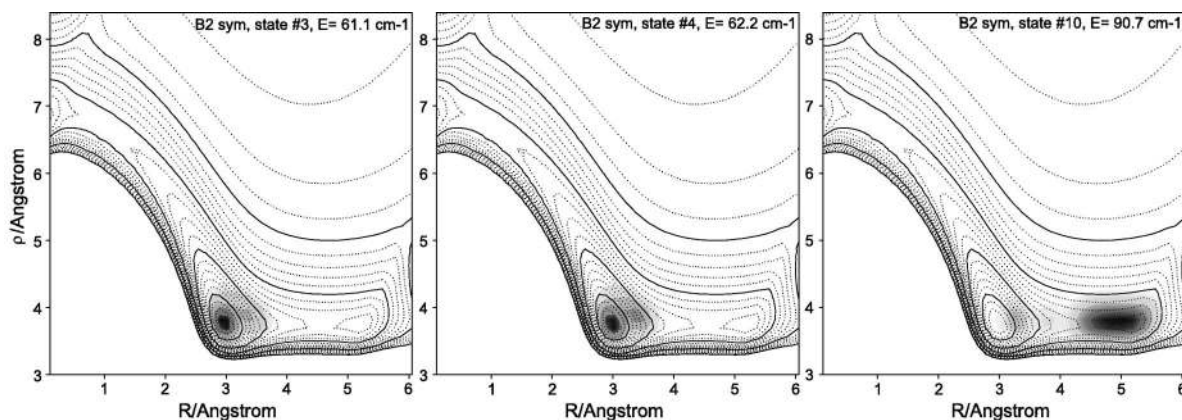 B2 sym, state #3, E= 61.1 cm-1
B2 sym, state #4, E= 62.2 cm-1
B2 sym, state #10, E= 90.7 cm-1
ρ/Angstrom
8
7
6
5
4
3
8
7
6
5
4
3
8
7
6
5
4
3
1 2 3 4 5 6
1 2 3 4 5 6
1 2 3 4 5 6
R/Angstrom
R/Angstrom
R/Angstrom